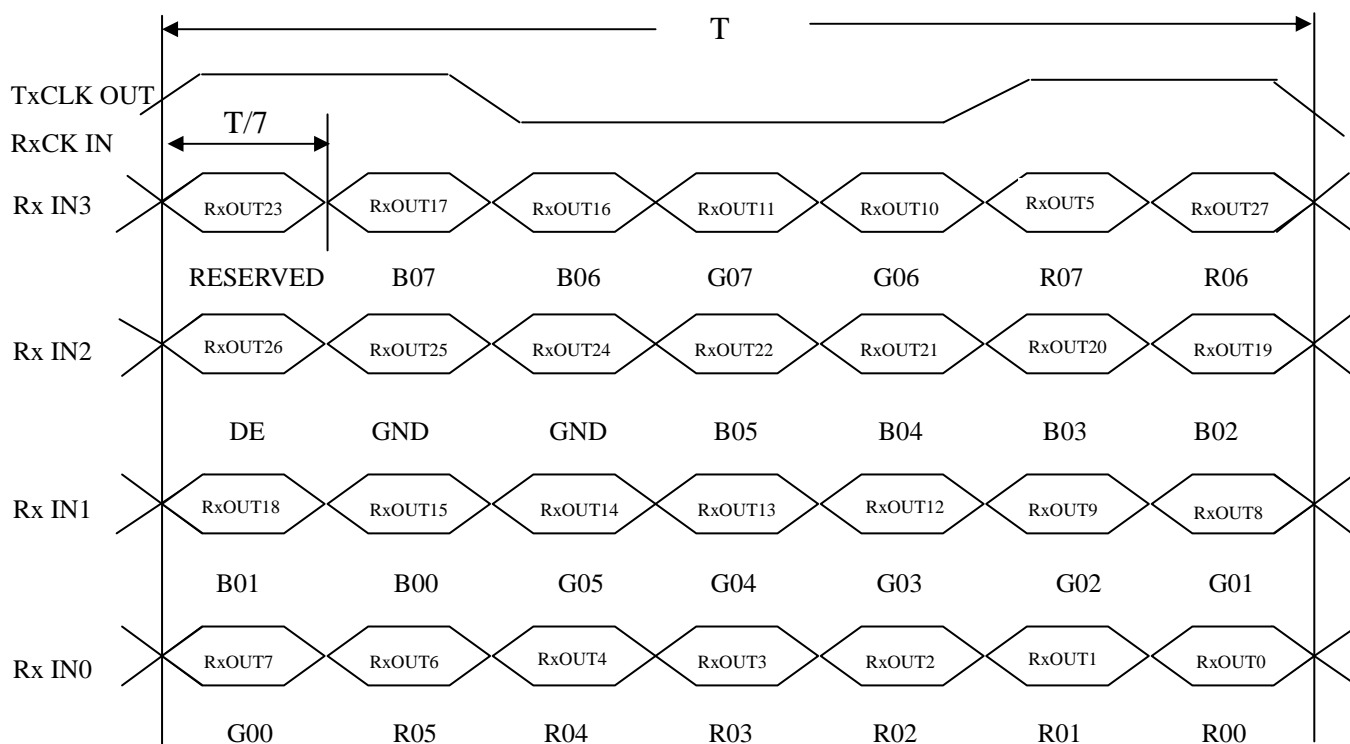 T
TxCLK OUT
T/7
RxCK IN
Rx IN3 RxOUT23 RxOUT17 RxOUT16 RxOUT11 RxOUT10 RxOUT5 RxOUT27
RESERVED B07 B06 G07 G06 R07 R06
Rx IN2 RxOUT26 RxOUT25 RxOUT24 RxOUT22 RxOUT21 RxOUT20 RxOUT19
DE GND GND B05 B04 B03 B02
Rx IN1 RxOUT18 RxOUT15 RxOUT14 RxOUT13 RxOUT12 RxOUT9 RxOUT8
B01 B00 G05 G04 G03 G02 G01
Rx IN0 RxOUT7 RxOUT6 RxOUT4 RxOUT3 RxOUT2 RxOUT1 RxOUT0
G00 R05 R04 R03 R02 R01 R00